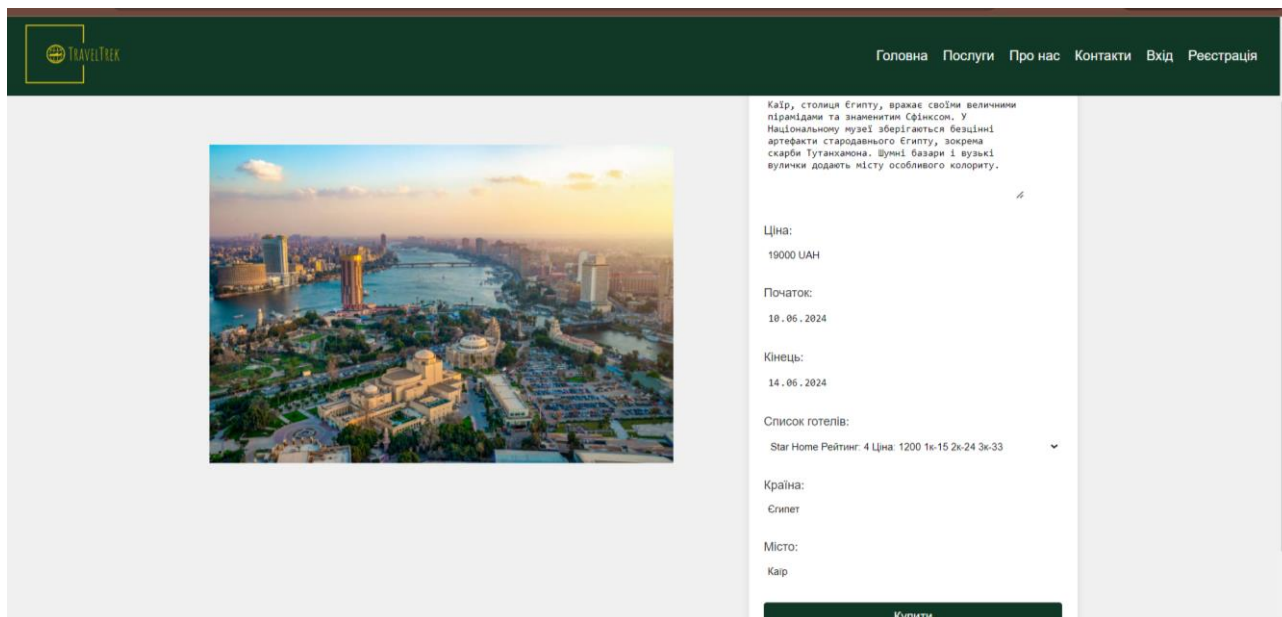 TravelTrek
Головна Послуги Про нас Контакти Вхід Реєстрація
Каїр, столиця Єгипту, вражає своїми величними
пірамідами та знаменитим Сфінксом. У
Національному музеї зберігаються безцінні
артефакти стародавнього Єгипту, зокрема
скарби Тутанхамона. Шумні базари і вузькі
вулички додають місту особливого колориту.
Ціна:
19000 UAH
Початок:
10.06.2024
Кінець:
14.06.2024
Список готелів:
Star Home Рейтинг: 4 Ціна: 1200 1к-15 2к-24 3к-33
Країна:
Єгипет
Місто:
Каїр
Купити